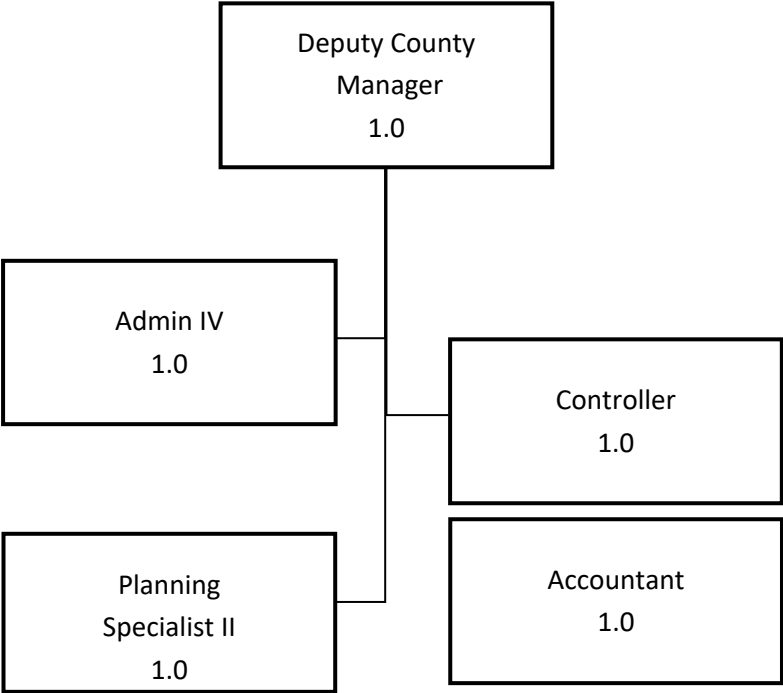 Deputy County
Manager
1.0
Admin IV
1.0
Controller
1.0
Planning
Specialist II
1.0
Accountant
1.0